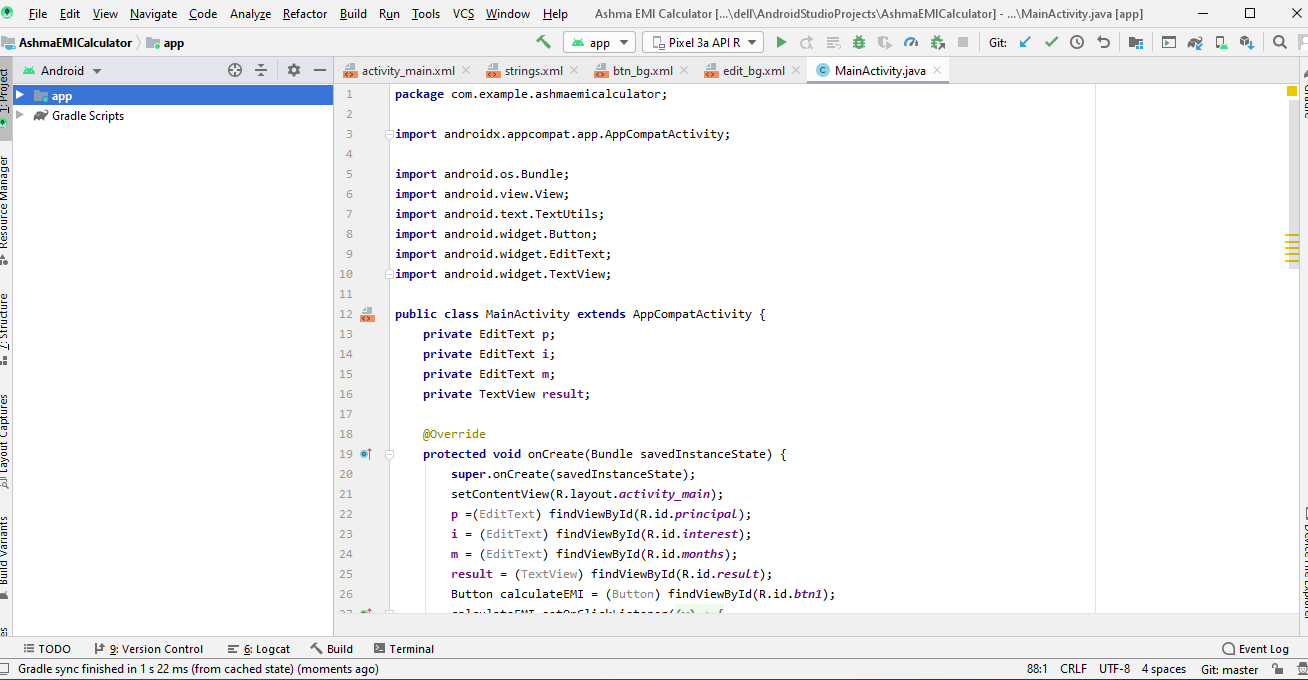 File Edit View Navigate Code Analyze Refactor Build Run Tools VCS Window Help Ashma EMI Calculator [...\dell\AndroidStudioProjects\AshmaEMICalculator] - ...\MainActivity.java [app]
AshmaEMICalculator app app Pixel 3a API R Git:
Android activity_main.xml strings.xml btn_bg.xml edit_bg.xml MainActivity.java
1: Project
Resource Manager
7: Structure
Layout Captures
Build Variants
app
Gradle Scripts
1 package com.example.ashmaemicalculator;
2
3 import androidx.appcompat.app.AppCompatActivity;
4
5 import android.os.Bundle;
6 import android.view.View;
7 import android.text.TextUtils;
8 import android.widget.Button;
9 import android.widget.EditText;
10 import android.widget.TextView;
11
12 public class MainActivity extends AppCompatActivity {
13 private EditText p;
14 private EditText i;
15 private EditText m;
16 private TextView result;
17
18 @Override
19 protected void onCreate(Bundle savedInstanceState) {
20 super.onCreate(savedInstanceState);
21 setContentView(R.layout.activity_main);
22 p =(EditText) findViewById(R.id.principal);
23 i = (EditText) findViewById(R.id.interest);
24 m = (EditText) findViewById(R.id.months);
25 result = (TextView) findViewById(R.id.result);
26 Button calculateEMI = (Button) findViewById(R.id.btn1);
27 calculateEMI.setOnClickListener((v) → {
TODO 9: Version Control 6: Logcat Build Terminal Event Log
Gradle sync finished in 1 s 22 ms (from cached state) (moments ago) 88:1 CRLF UTF-8 4 spaces Git: master